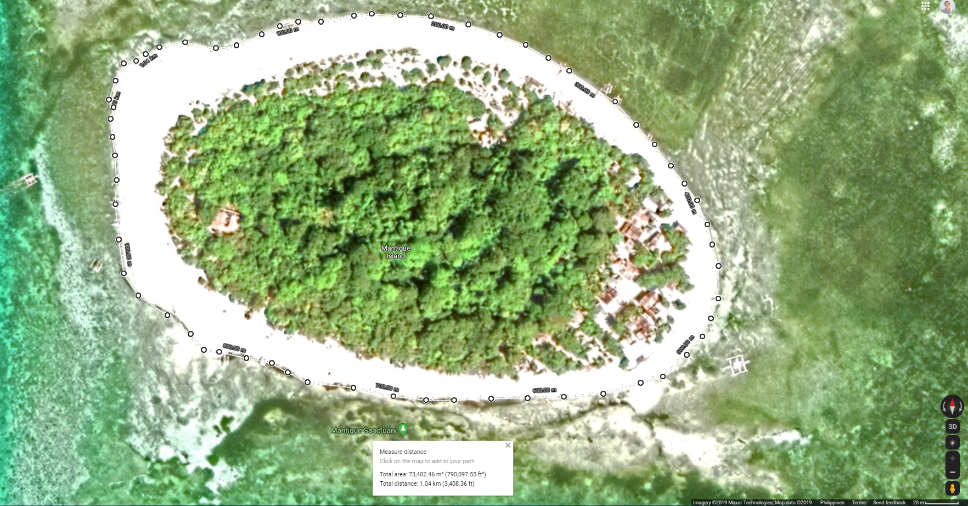 Mantigue
Island
Mantigue Sanctuary
Measure distance
Click on the map to add to your path
Total area: 73,402.46 m² (790,097.55 ft²)
Total distance: 1.04 km (3,408.36 ft)
3D
Imagery ©2019 Maxar Technologies, Map data ©2019 Philippines Terms Send feedback 20 m